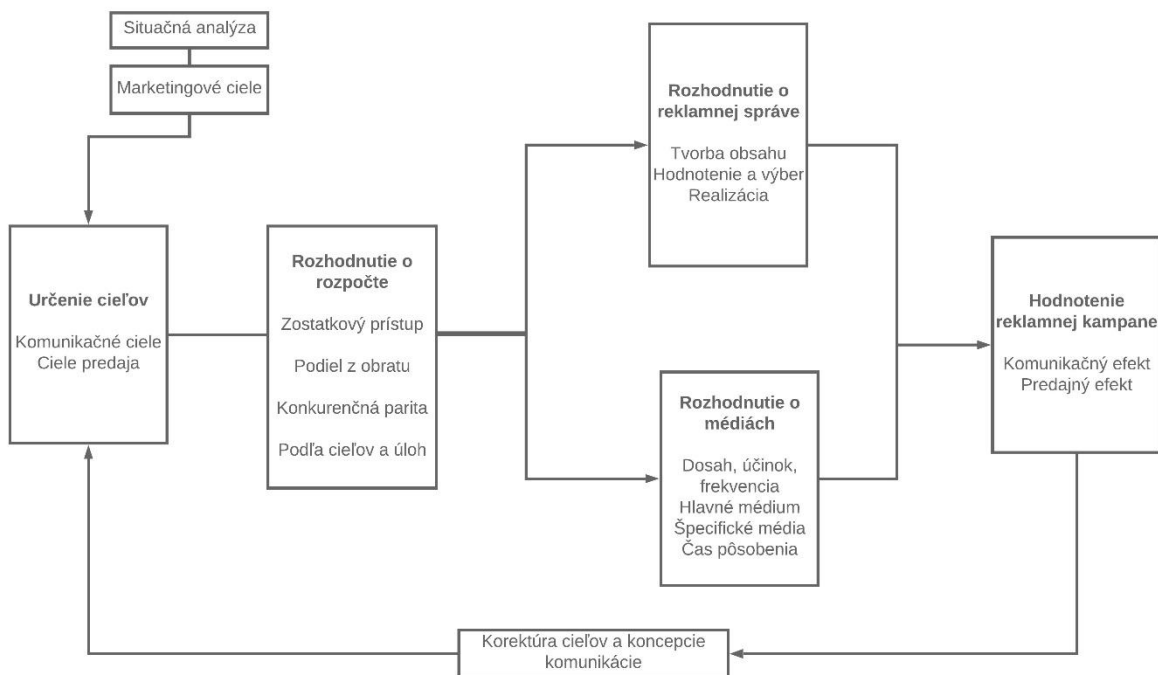 Situačná analýza
Marketingové ciele
Určenie cieľov
Komunikačné ciele
Ciele predaja
Rozhodnutie o
rozpočte
Zostatkový prístup
Podiel z obratu
Konkurenčná parita
Podľa cieľov a úloh
Rozhodnutie o
reklamnej správe
Tvorba obsahu
Hodnotenie a výber
Realizácia
Rozhodnutie o
médiách
Dosah, účinok,
frekvencia
Hlavné médium
Špecifické média
Čas pôsobenia
Hodnotenie
reklamnej kampane
Komunikačný efekt
Predajný efekt
Korektúra cieľov a koncepcie
komunikácie